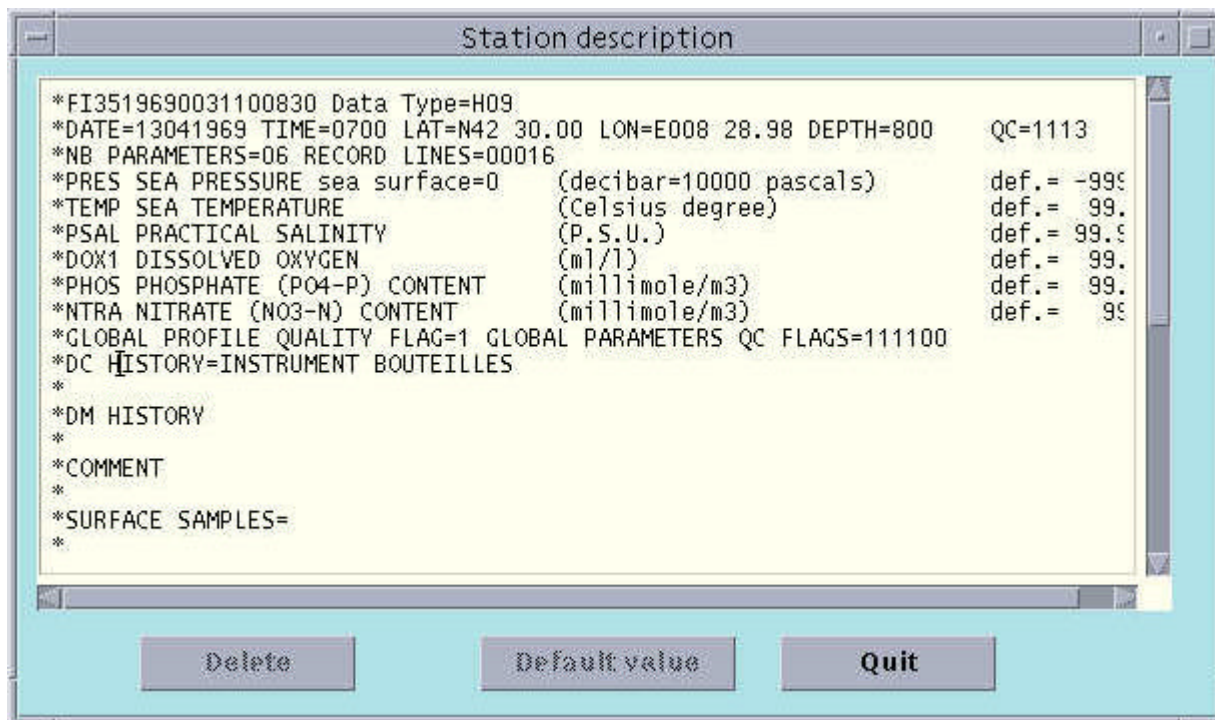 Station description
*FI3519690031100830 Data Type=H09
*DATE=13041969 TIME=0700 LAT=N42 30.00 LON=E008 28.98 DEPTH=800 QC=1113
*NB PARAMETERS=06 RECORD LINES=00016
*PRES SEA PRESSURE sea surface=0 (decibar=10000 pascals) def.= -999
*TEMP SEA TEMPERATURE (Celsius degree) def.= 99.
*PSAL PRACTICAL SALINITY (P.S.U.) def.= 99.9
*DOX1 DISSOLVED OXYGEN (ml/l) def.= 99.
*PHOS PHOSPHATE (PO4-P) CONTENT (millimole/m3) def.= 99.
*NTRA NITRATE (NO3-N) CONTENT (millimole/m3) def.= 99
*GLOBAL PROFILE QUALITY FLAG=1 GLOBAL PARAMETERS QC FLAGS=111100
*DC HISTORY=INSTRUMENT BOUTEILLES
*
*DM HISTORY
*
*COMMENT
*
*SURFACE SAMPLES=
*
Delete Default value Quit